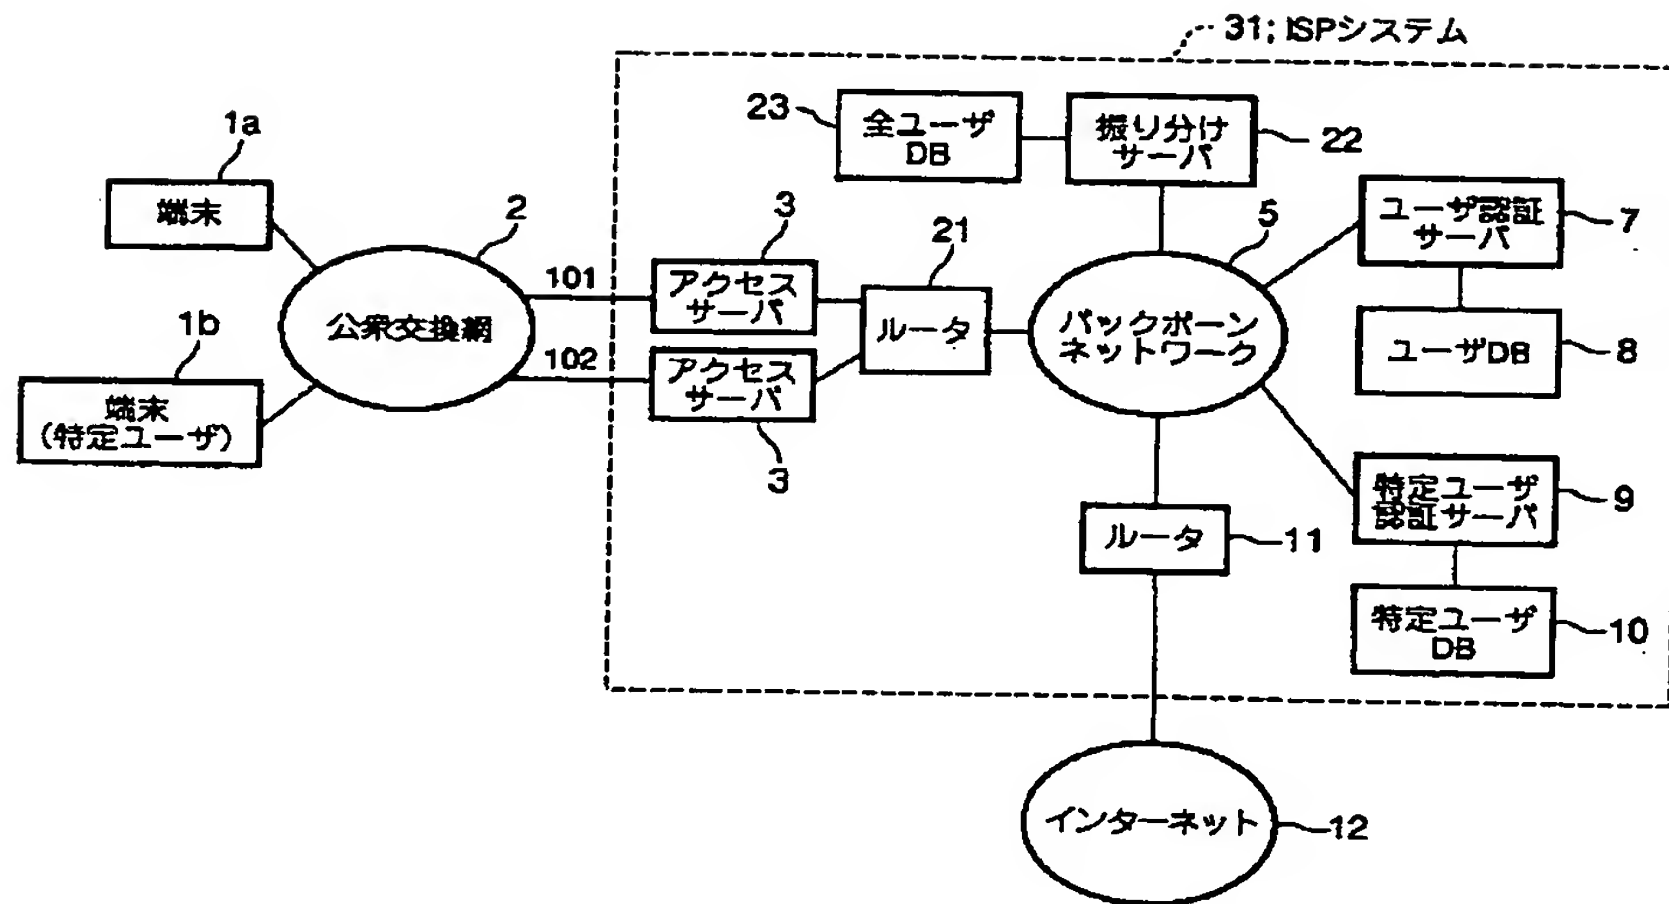 31; ISPシステム
23
全ユーザ
DB
振り分け
サーバ
22
1a
端末
2
公衆交換網
1b
端末
(特定ユーザ)
101
102
3
アクセス
サーバ
アクセス
サーバ
3
21
ルータ
5
バックボーン
ネットワーク
ユーザ認証
サーバ
7
ユーザDB
8
特定ユーザ
認証サーバ
9
特定ユーザ
DB
10
ルータ
11
インターネット
12